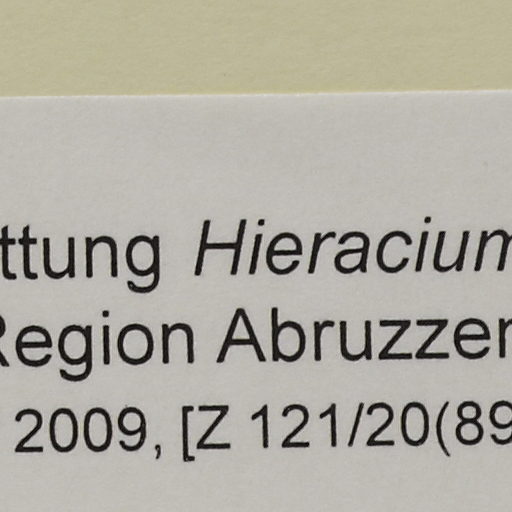 ttung Hieracium
Region Abruzzen
2009, [Z 121/20(89